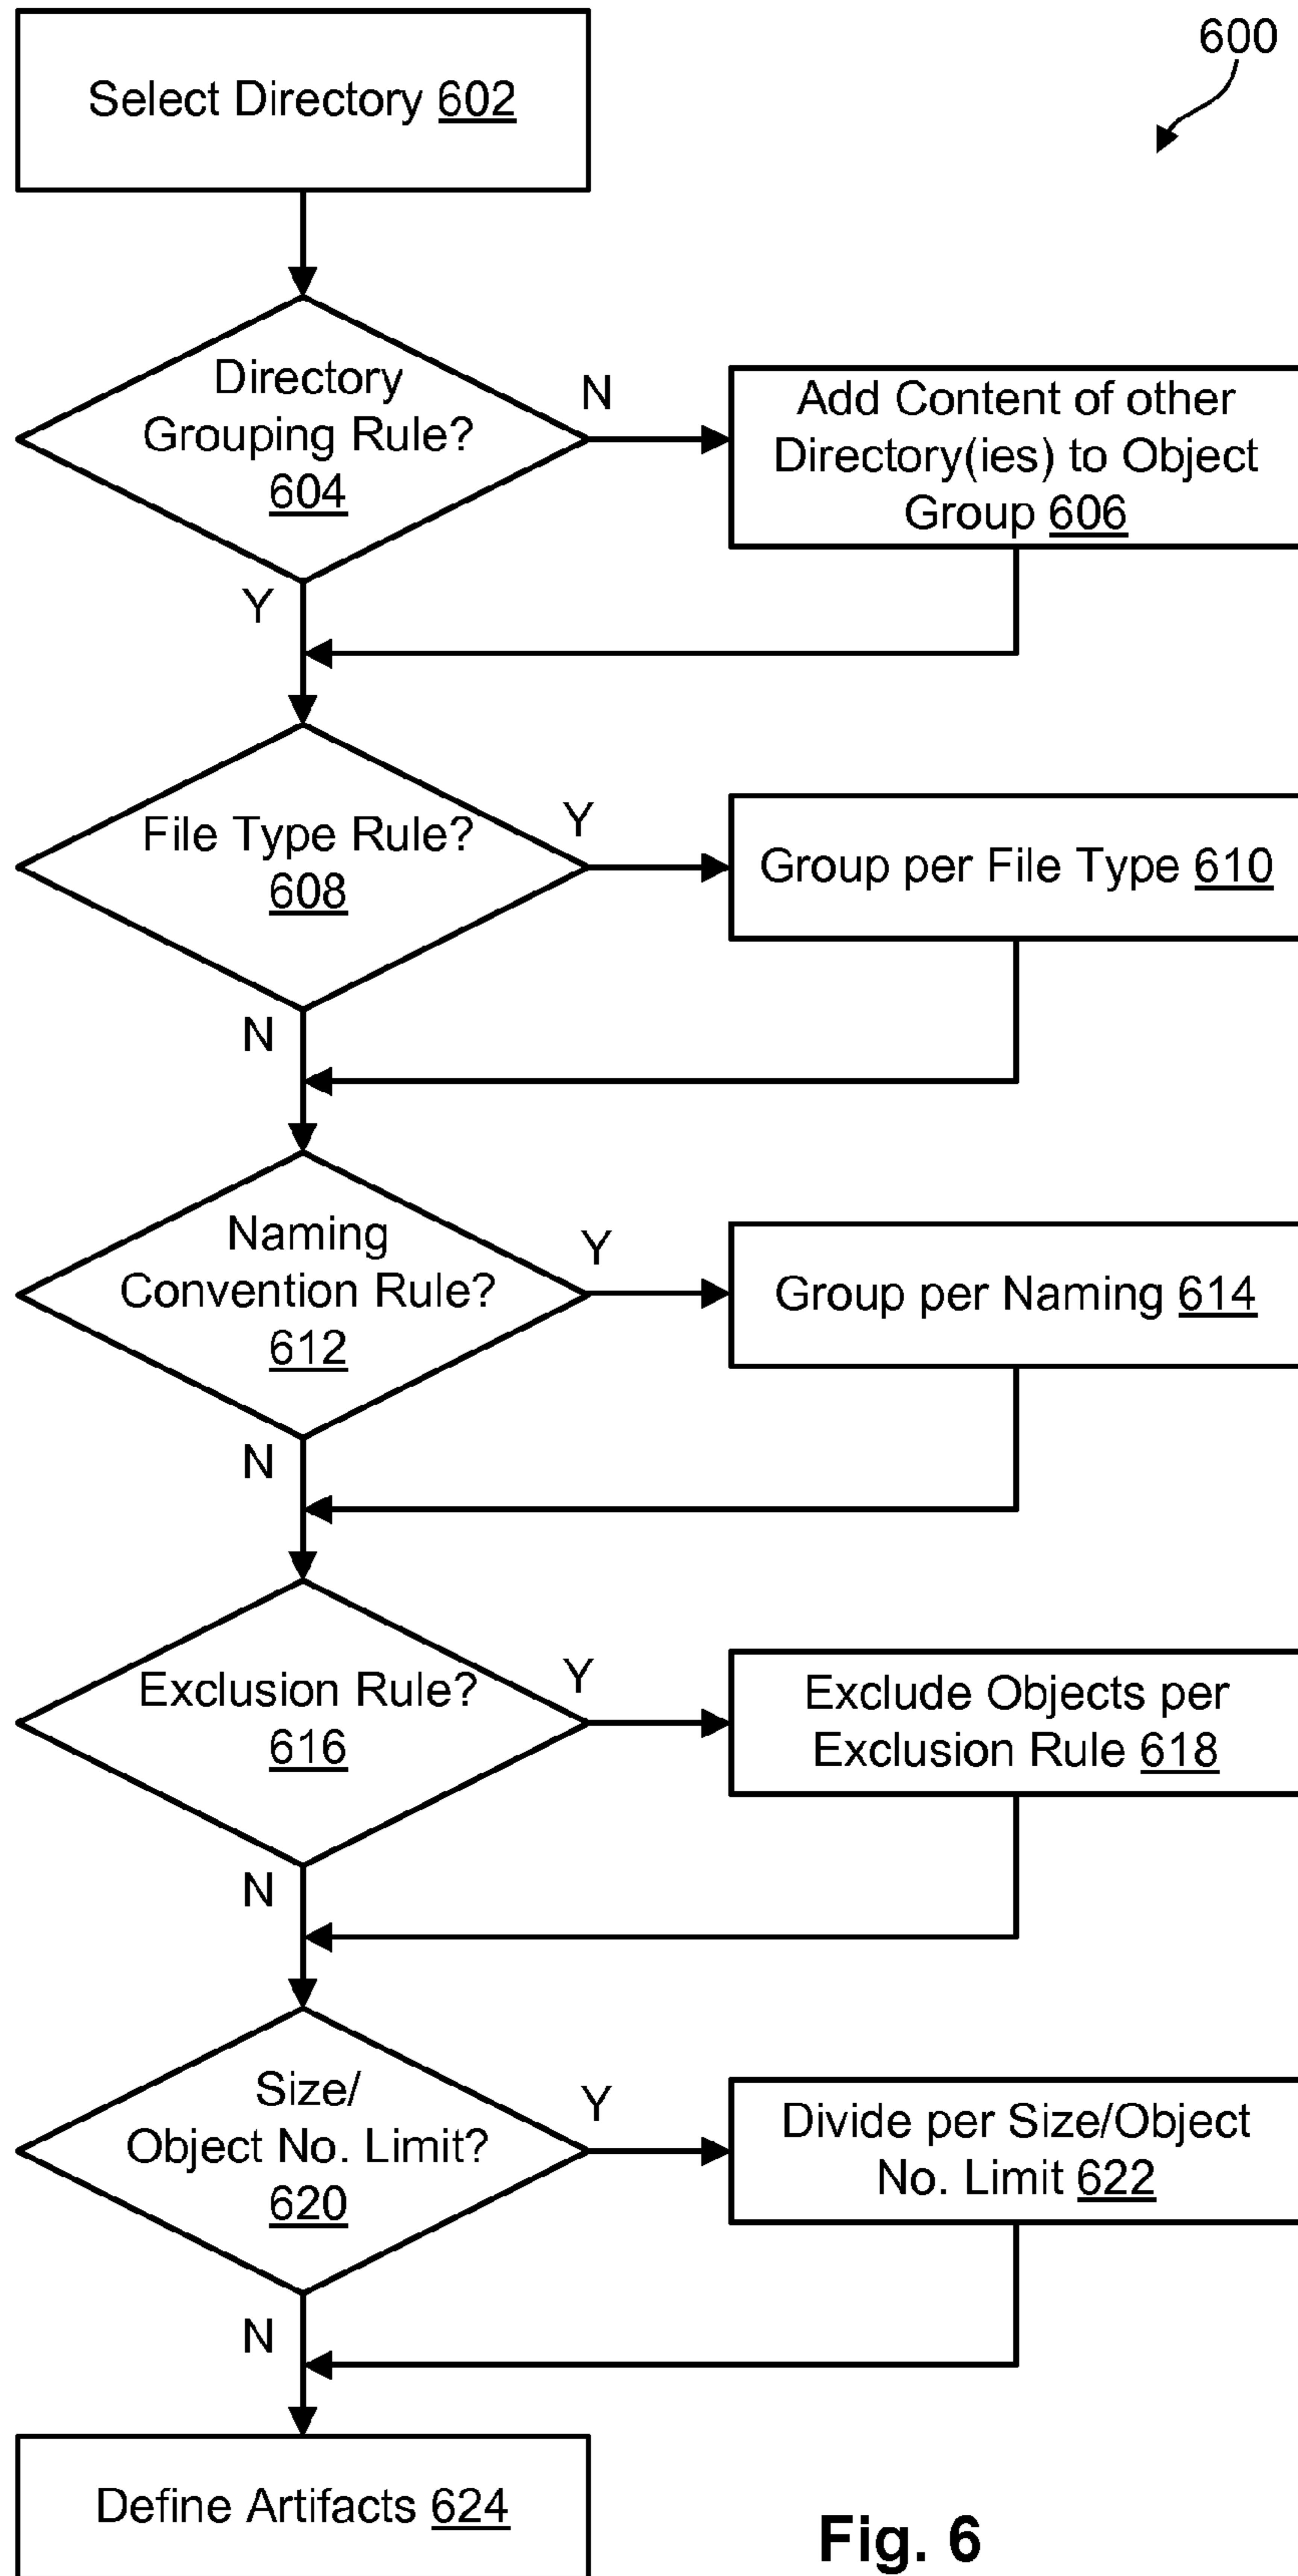 600
Select Directory 602
Directory
Grouping Rule?
604
N
Add Content of other
Directory(ies) to Object
Group 606
Y
File Type Rule?
608
Y
Group per File Type 610
N
Naming
Convention Rule?
612
Y
Group per Naming 614
N
Exclusion Rule?
616
Y
Exclude Objects per
Exclusion Rule 618
N
Size/
Object No. Limit?
620
Y
Divide per Size/Object
No. Limit 622
N
Define Artifacts 624
Fig. 6